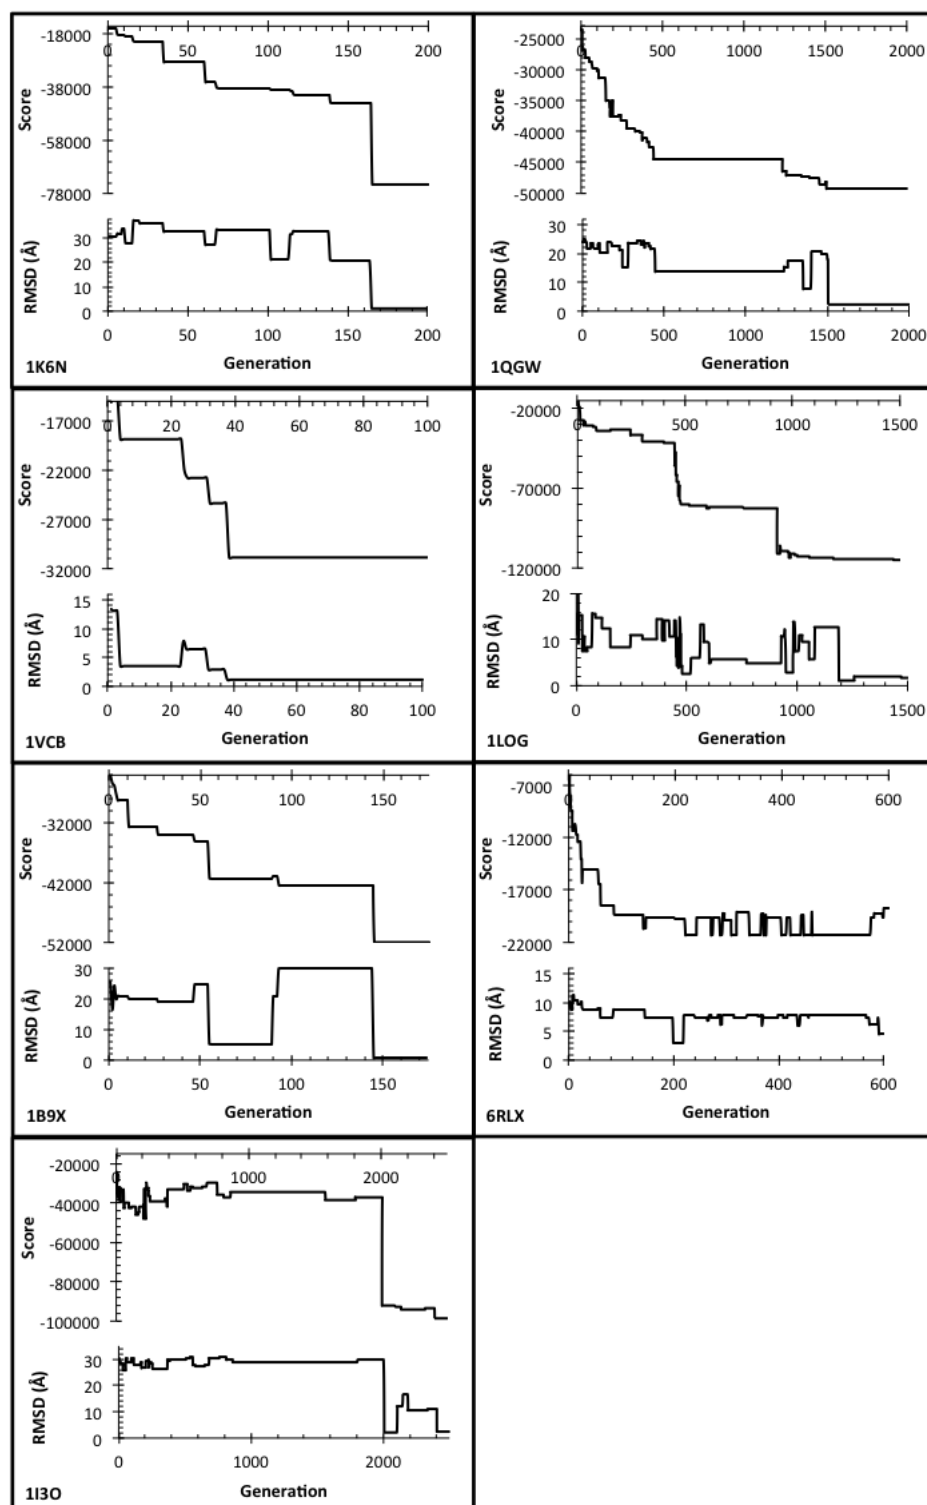 -18000 0 50 100 150 200
-38000
-58000
-78000
Score
30
20
10
0
RMSD (Å)
0 50 100 150 200
Generation
1K6N
-25000 0 500 1000 1500 2000
-30000
-35000
-40000
-45000
-50000
Score
30
20
10
0
RMSD (Å)
0 500 1000 1500 2000
Generation
1QGW
-17000 0 20 40 60 80 100
-22000
-27000
-32000
Score
15
10
5
0
RMSD (Å)
0 20 40 60 80 100
Generation
1VCB
-20000 0 500 1000 1500
-70000
-120000
Score
20
10
0
RMSD (Å)
0 500 1000 1500
Generation
1LOG
0 50 100 150
-32000
-42000
-52000
Score
30
20
10
0
RMSD (Å)
0 50 100 150
Generation
1B9X
-7000 0 200 400 600
-12000
-17000
-22000
Score
15
10
5
0
RMSD (Å)
0 200 400 600
Generation
6RLX
-20000 0 1000 2000
-40000
-60000
-80000
-100000
Score
30
20
10
0
RMSD (Å)
0 1000 2000
Generation
1I3O